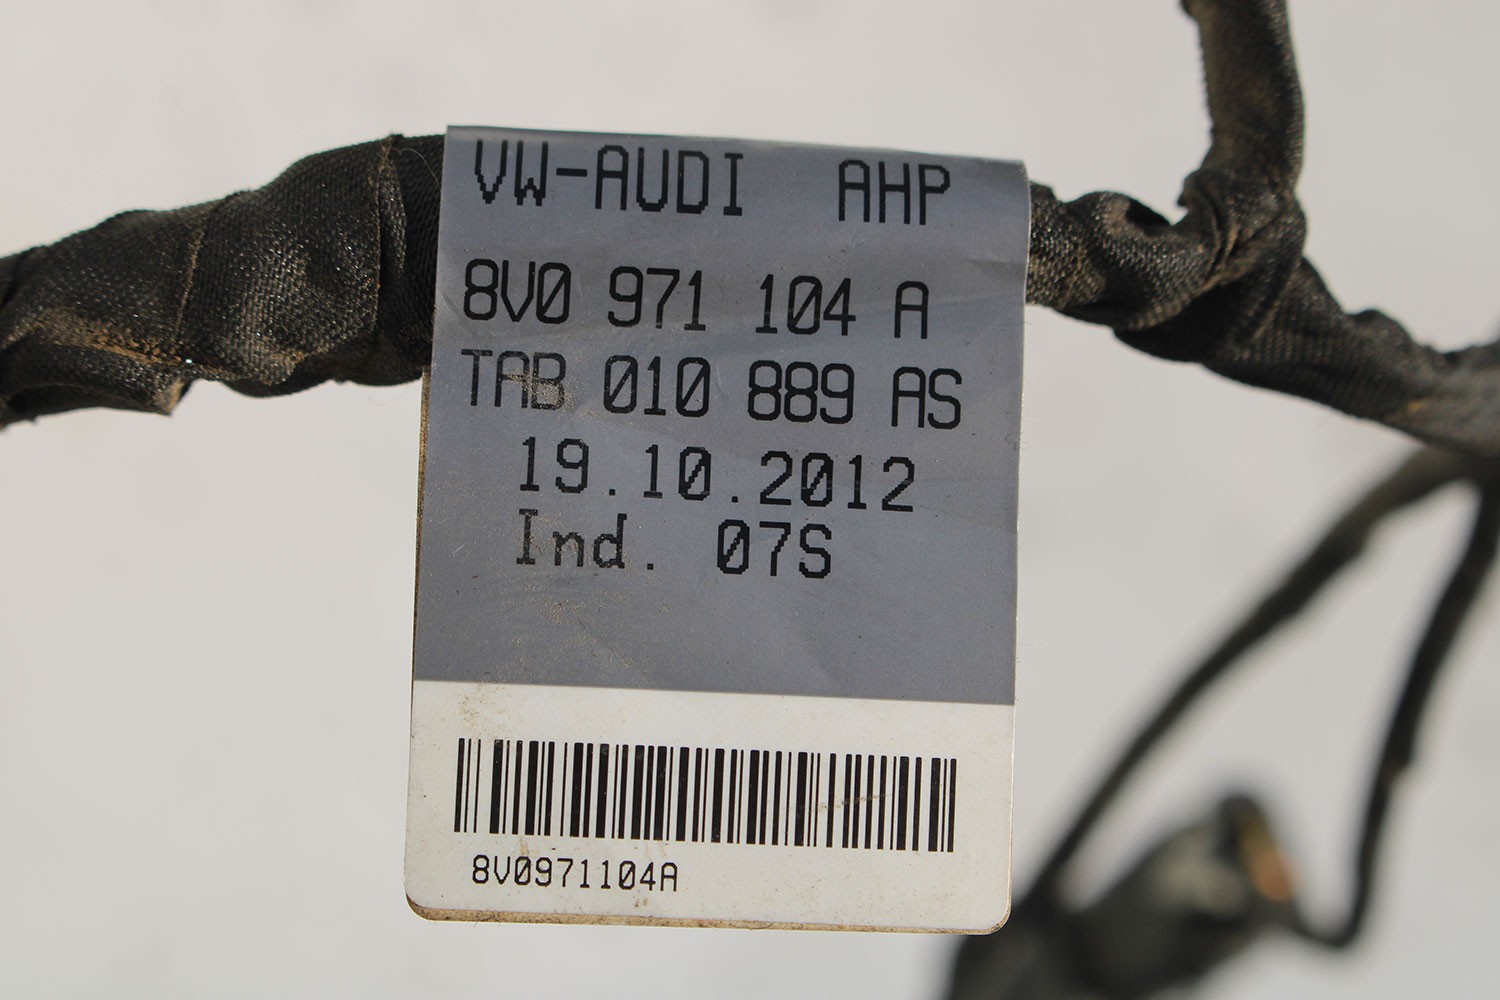 VW-AUDI AHP
8V0 971 104 A
TAB 010 889 AS
19.10.2012
Ind. 07S
8V0971104A